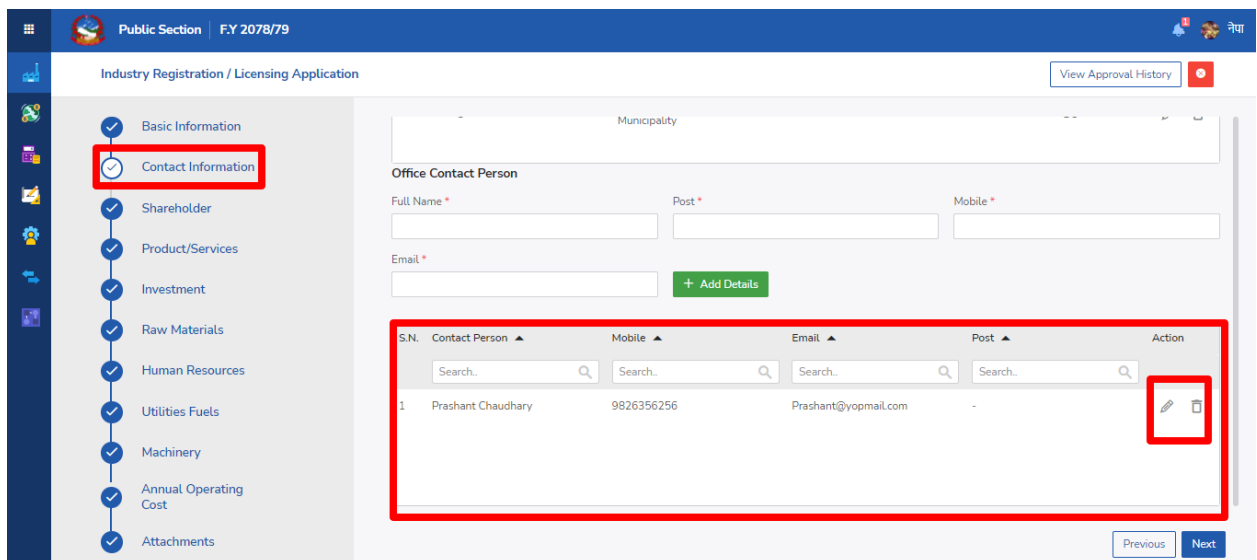 Public Section | F.Y 2078/79
1
नेपा
Industry Registration / Licensing Application
View Approval History
Basic Information
Contact Information
Shareholder
Product/Services
Investment
Raw Materials
Human Resources
Utilities Fuels
Machinery
Annual Operating
Cost
Attachments
Municipality
Office Contact Person
Full Name * Post * Mobile *
Email *
+ Add Details
S.N. Contact Person Mobile Email Post Action
Search.. Search.. Search.. Search..
1 Prashant Chaudhary 9826356256 Prashant@yopmail.com -
Previous Next